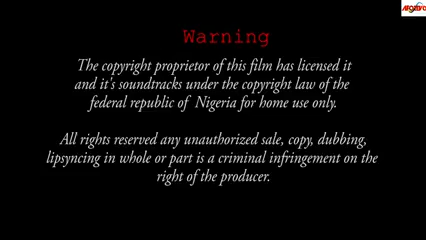 Warning
The copyright proprietor of this film has licensed it
and it's soundtracks under the copyright law of the
federal republic of Nigeria for home use only.
All rights reserved any unauthorized sale, copy, dubbing,
lipsyncing in whole or part is a criminal infringement on the
right of the producer.